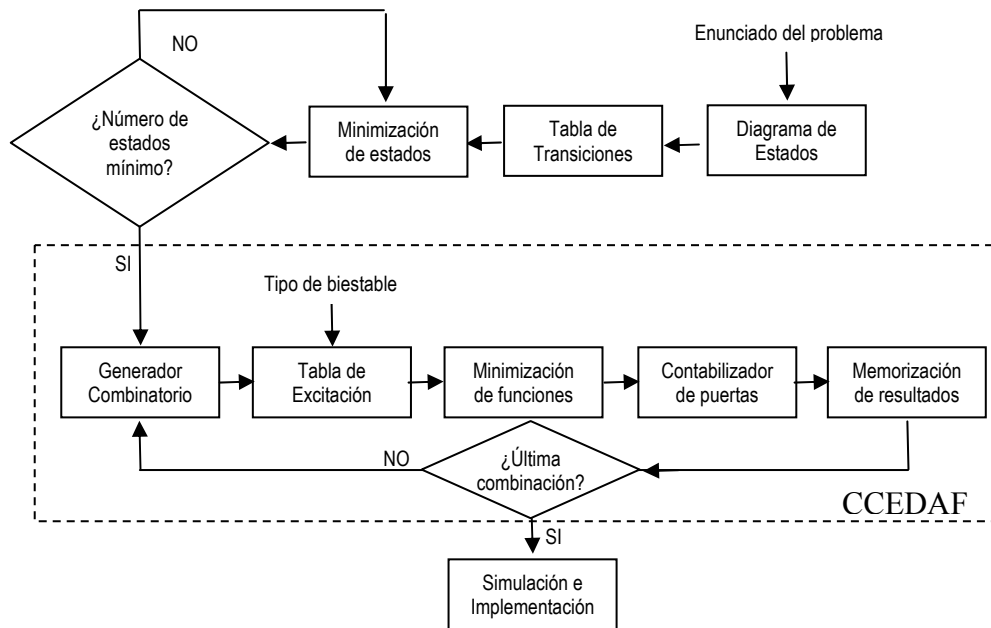 Enunciado del problema
NO
¿Número de
estados
mínimo?
Minimización
de estados
Tabla de
Transiciones
Diagrama de
Estados
SI
Tipo de biestable
Generador
Combinatorio
Tabla de
Excitación
Minimización
de funciones
Contabilizador
de puertas
Memorización
de resultados
NO
¿Última
combinación?
CCEDAF
SI
Simulación e
Implementación